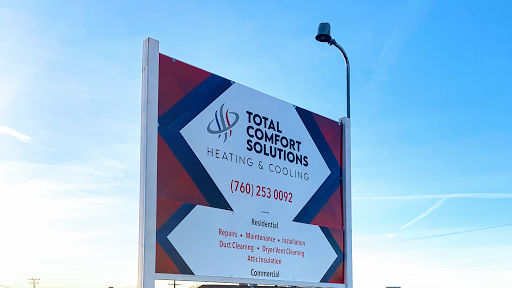 TOTAL
COMFORT
SOLUTIONS
HEATING & COOLING
(760) 253 0092
Residential
Repairs • Maintenance • Installation
Duct Cleaning • Dryer Vent Cleaning
Attic Insulation
Commercial